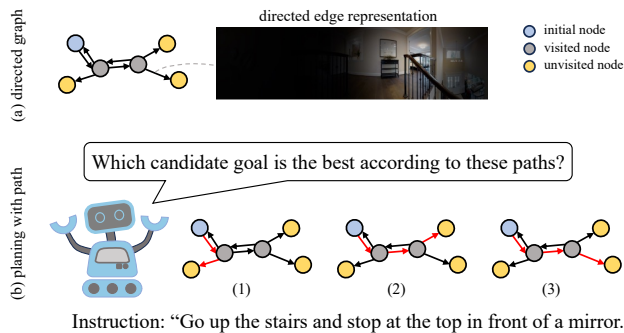 directed edge representation
initial node
visited node
unvisited node
(a) directed graph
Which candidate goal is the best according to these paths?
(b) planing with path
(1)
(2)
(3)
Instruction: “Go up the stairs and stop at the top in front of a mirror.